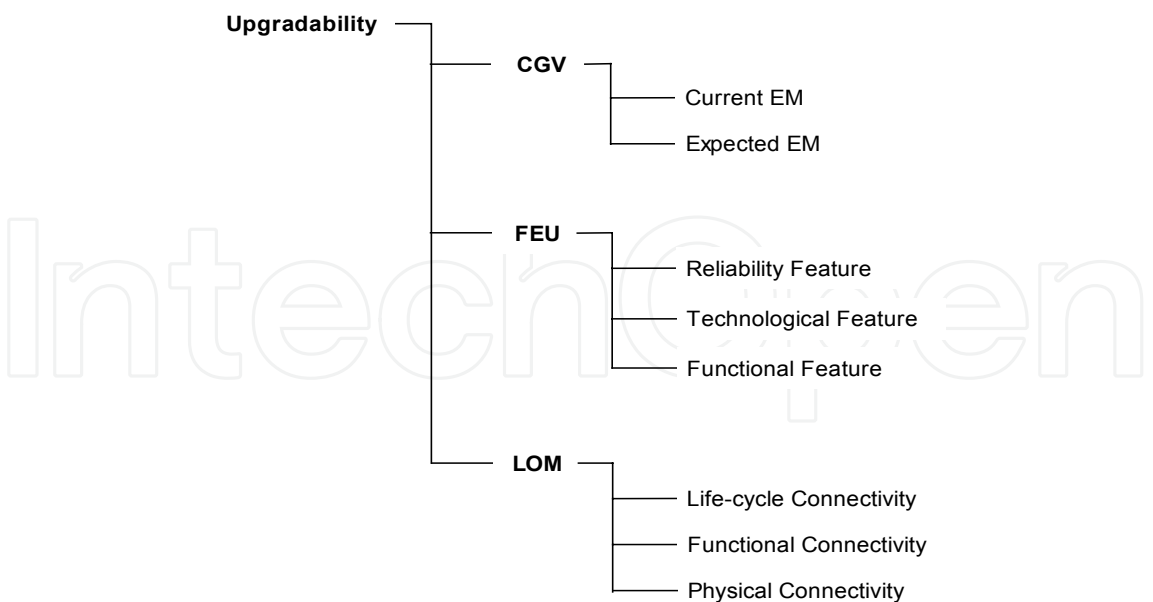 Upgradability
CGV
Current EM
Expected EM
FEU
Reliability Feature
Technological Feature
Functional Feature
LOM
Life-cycle Connectivity
Functional Connectivity
Physical Connectivity
IntechOpen